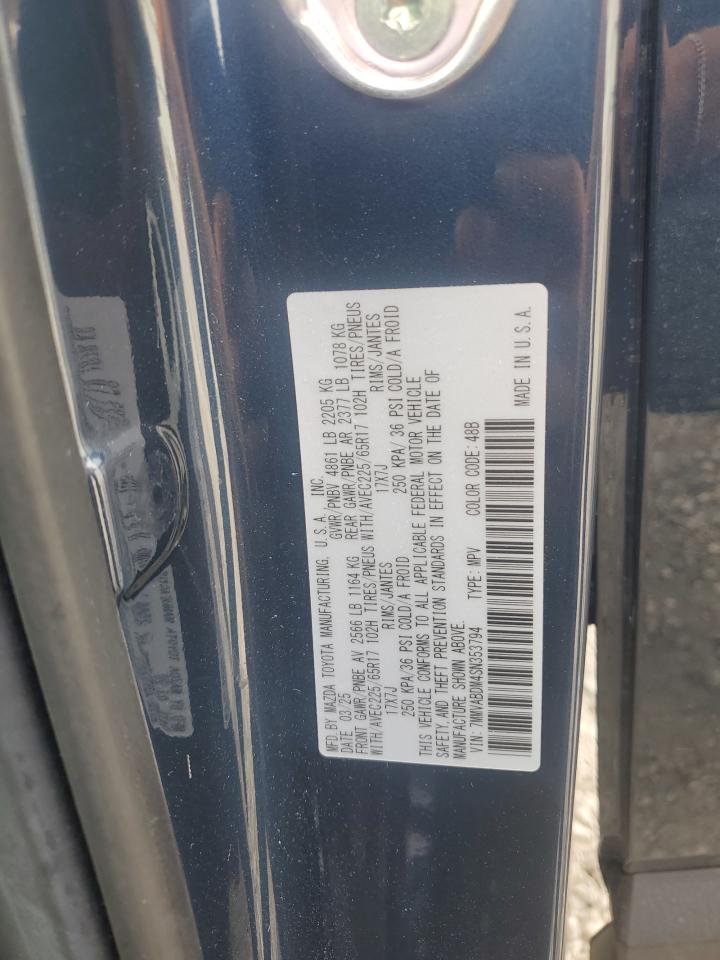 MFD BY MAZDA TOYOTA MANUFACTURING, U.S.A., INC.
DATE 03/25 GVWR/PNBV 4861 LB 2205 KG
FRONT GAWR/PNBE AV 2566 LB 1164 KG REAR GAWR/PNBE AR 2377 LB 1078 KG
WITH/AVEC225/65R17 102H TIRES/PNEUS WITH/AVEC225/65R17 102H TIRES/PNEUS
17X7J RIMS/JANTES 17X7J RIMS/JANTES
250 KPA/36 PSI COLD/A FROID 250 KPA/36 PSI COLD/A FROID
THIS VEHICLE CONFORMS TO ALL APPLICABLE FEDERAL MOTOR VEHICLE
SAFETY, AND THEFT PREVENTION STANDARDS IN EFFECT ON THE DATE OF
MANUFACTURE SHOWN ABOVE.
VIN: 7MMVABDM4SN353794 TYPE: MPV COLOR CODE: 48B
MADE IN U.S.A.